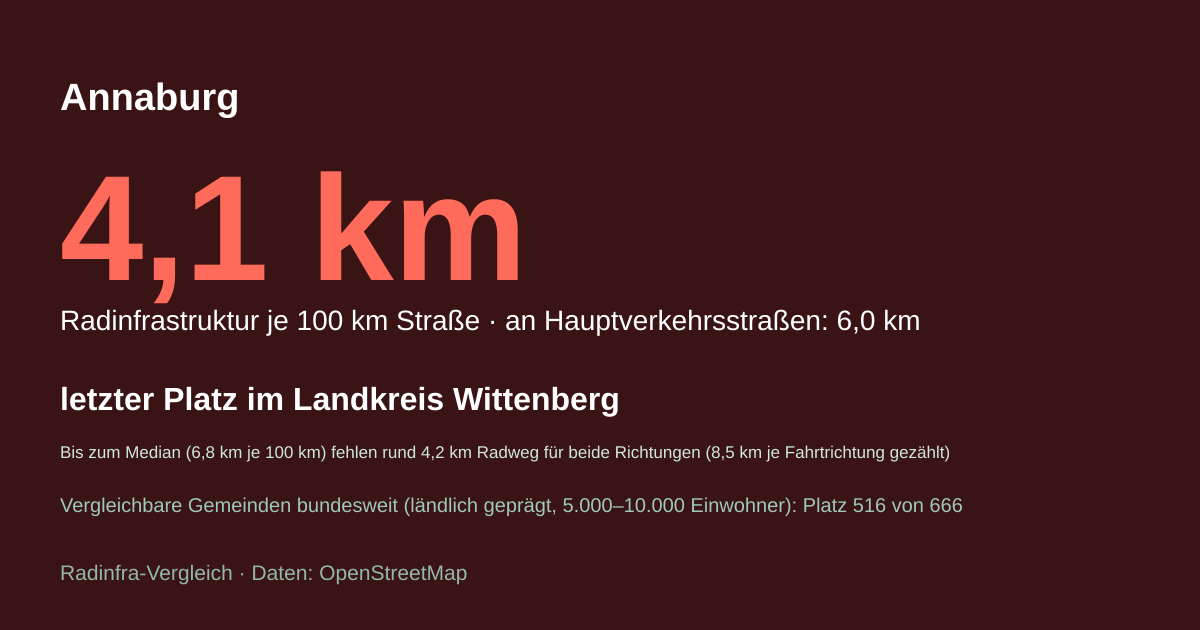 Annaburg
4,1 km
Radinfrastruktur je 100 km Straße · an Hauptverkehrsstraßen: 6,0 km
letzter Platz im Landkreis Wittenberg
Bis zum Median (6,8 km je 100 km) fehlen rund 4,2 km Radweg für beide Richtungen (8,5 km je Fahrtrichtung gezählt)
Vergleichbare Gemeinden bundesweit (ländlich geprägt, 5.000–10.000 Einwohner): Platz 516 von 666
Radinfra-Vergleich · Daten: OpenStreetMap